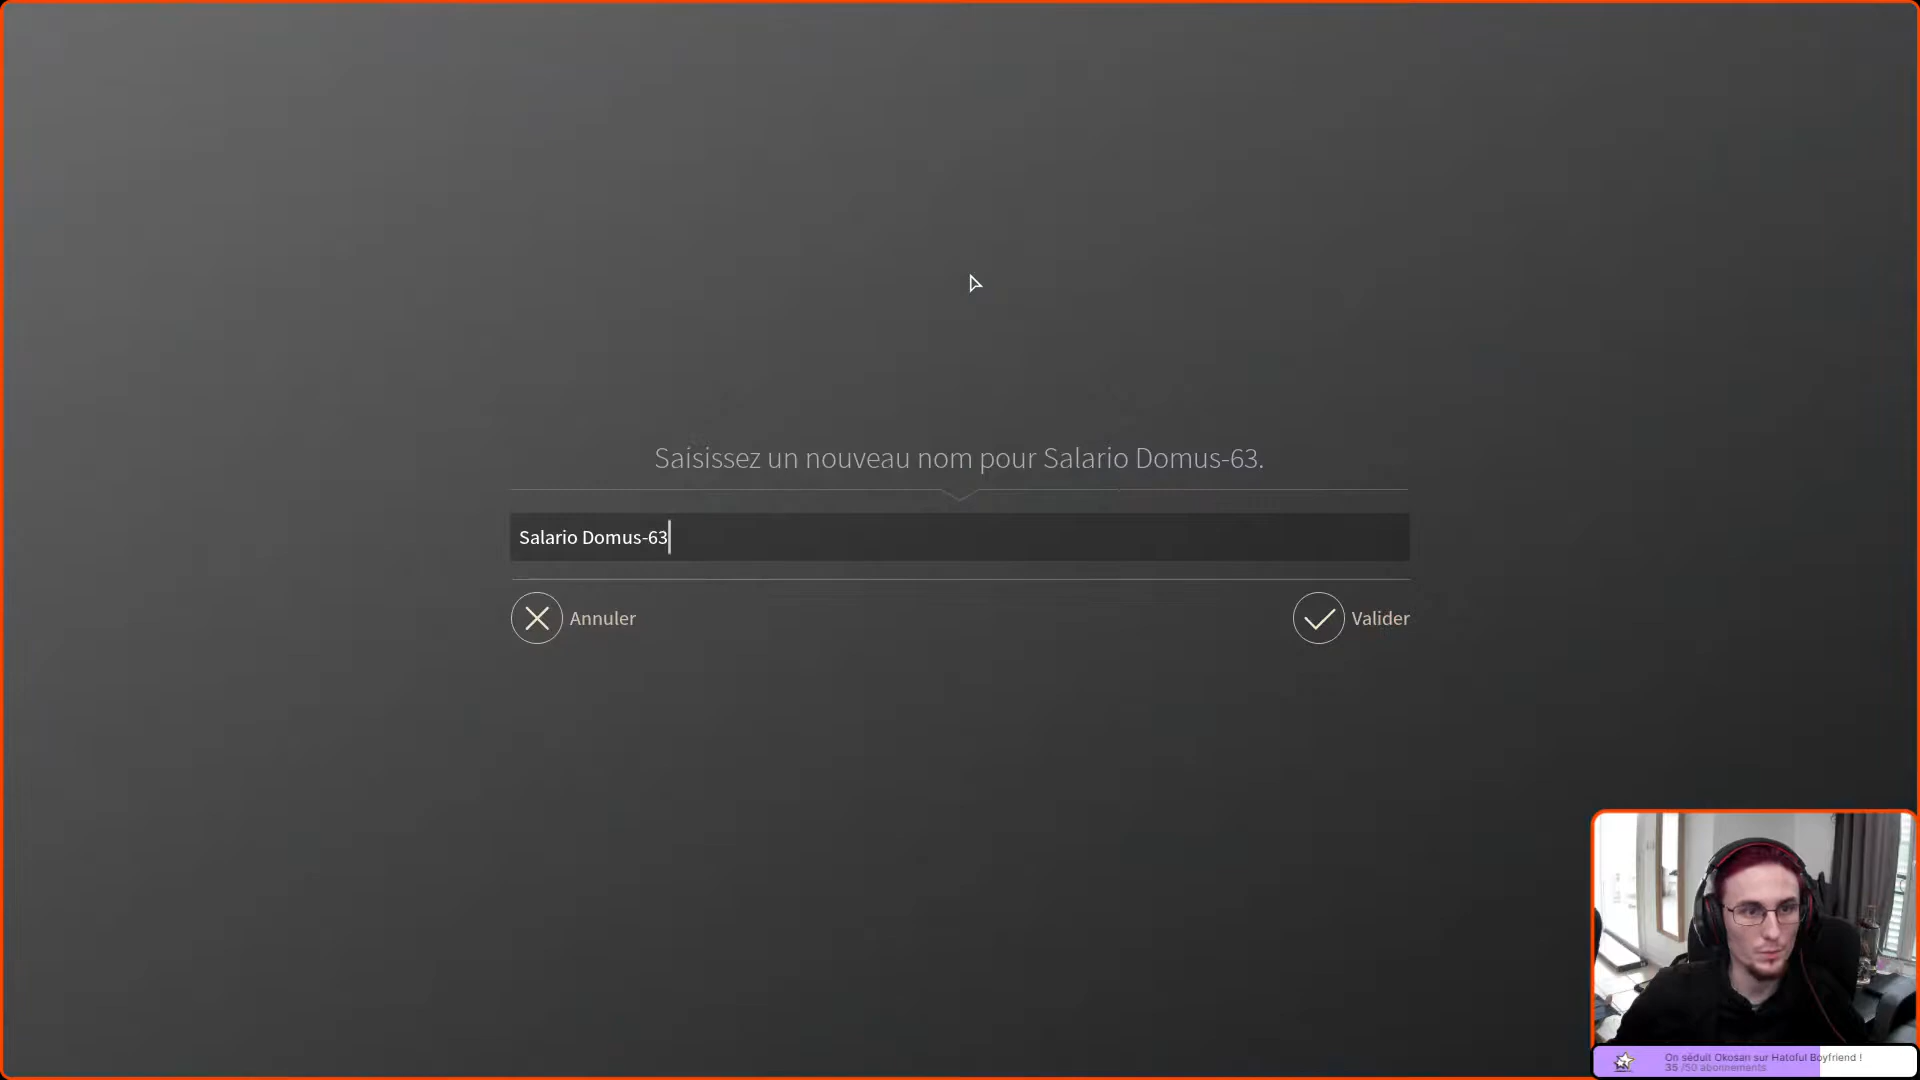 Saisissez un nouveau nom pour Salario Domus-63.
Salario Domus-63
Annuler
Valider
On séduit Okosan sur Hatoful Boyfriend !
35 /50 abonnements